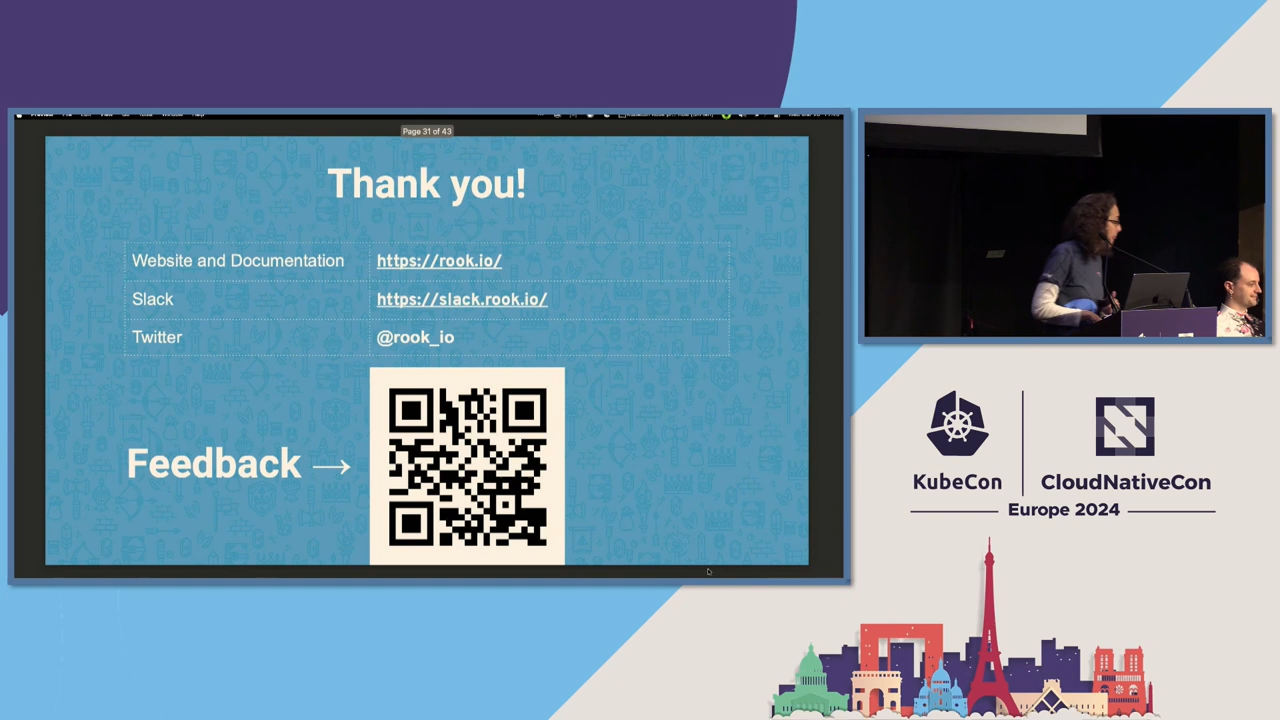 Page 31 of 43
Thank you!
Website and Documentation https://rook.io/
Slack https://slack.rook.io/
Twitter @rook_io
Feedback →
KubeCon
CloudNativeCon
Europe 2024